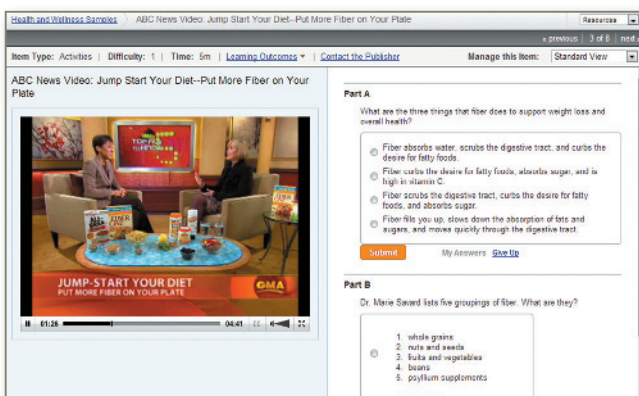 Health and Wellness Samples ABC News Video: Jump Start Your Diet--Put More Fiber on Your Plate Resources
« previous | 3 of 8 | next
Item Type: Activities | Difficulty: 1 | Time: 5m | Learning Outcomes | Contact the Publisher Manage this Item: Standard View
ABC News Video: Jump Start Your Diet--Put More Fiber on Your
Plate
JUMP-START YOUR DIET
PUT MORE FIBER ON YOUR PLATE
GMA
01:26 04:41
Part A
What are the three things that fiber does to support weight loss and
overall health?
Fiber absorbs water, scrubs the digestive tract, and curbs the
desire for fatty foods.
Fiber curbs the desire for fatty foods, absorbs sugar, and is
high in vitamin C.
Fiber scrubs the digestive tract, curbs the desire for fatty
foods, and absorbs sugar.
Fiber fills you up, slows down the absorption of fats and
sugars, and moves quickly through the digestive tract.
Submit My Answers Give Up
Part B
Dr. Marie Savard lists five groupings of fiber. What are they?
1. whole grains
2. nuts and seeds
3. fruits and vegetables
4. beans
5. psyllium supplements